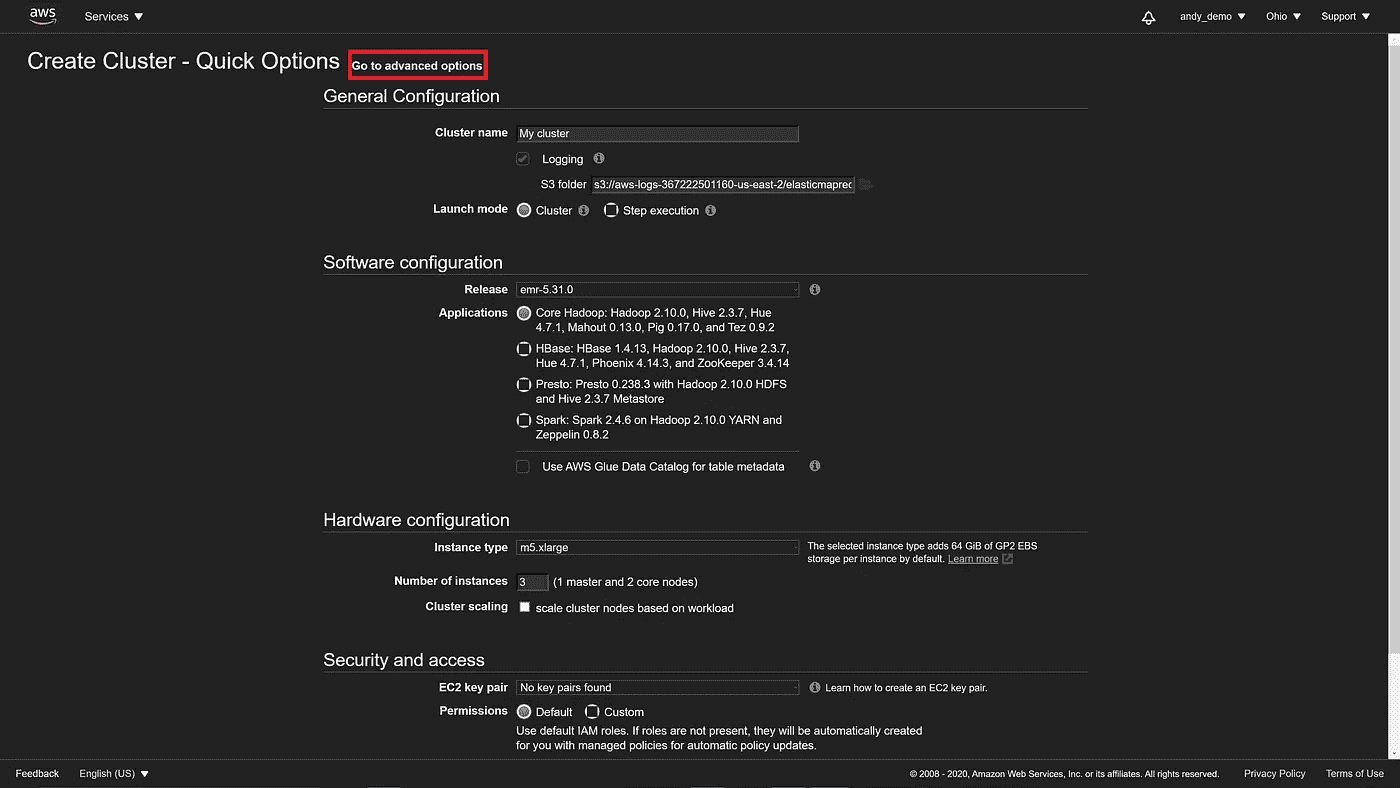 aws Services andy_demo Ohio Support
Create Cluster - Quick Options Go to advanced options
General Configuration
Cluster name My cluster
Logging
S3 folder s3://aws-logs-367222501160-us-east-2/elasticmapred
Launch mode Cluster Step execution
Software configuration
Release emr-5.31.0
Applications Core Hadoop: Hadoop 2.10.0, Hive 2.3.7, Hue
4.7.1, Mahout 0.13.0, Pig 0.17.0, and Tez 0.9.2
HBase: HBase 1.4.13, Hadoop 2.10.0, Hive 2.3.7,
Hue 4.7.1, Phoenix 4.14.3, and ZooKeeper 3.4.14
Presto: Presto 0.238.3 with Hadoop 2.10.0 HDFS
and Hive 2.3.7 Metastore
Spark: Spark 2.4.6 on Hadoop 2.10.0 YARN and
Zeppelin 0.8.2
Use AWS Glue Data Catalog for table metadata
Hardware configuration
Instance type m5.xlarge The selected instance type adds 64 GiB of GP2 EBS
storage per instance by default. Learn more
Number of instances 3 (1 master and 2 core nodes)
Cluster scaling scale cluster nodes based on workload
Security and access
EC2 key pair No key pairs found Learn how to create an EC2 key pair.
Permissions Default Custom
Use default IAM roles. If roles are not present, they will be automatically created
for you with managed policies for automatic policy updates.
Feedback English (US) © 2008 - 2020, Amazon Web Services, Inc. or its affiliates. All rights reserved. Privacy Policy Terms of Use